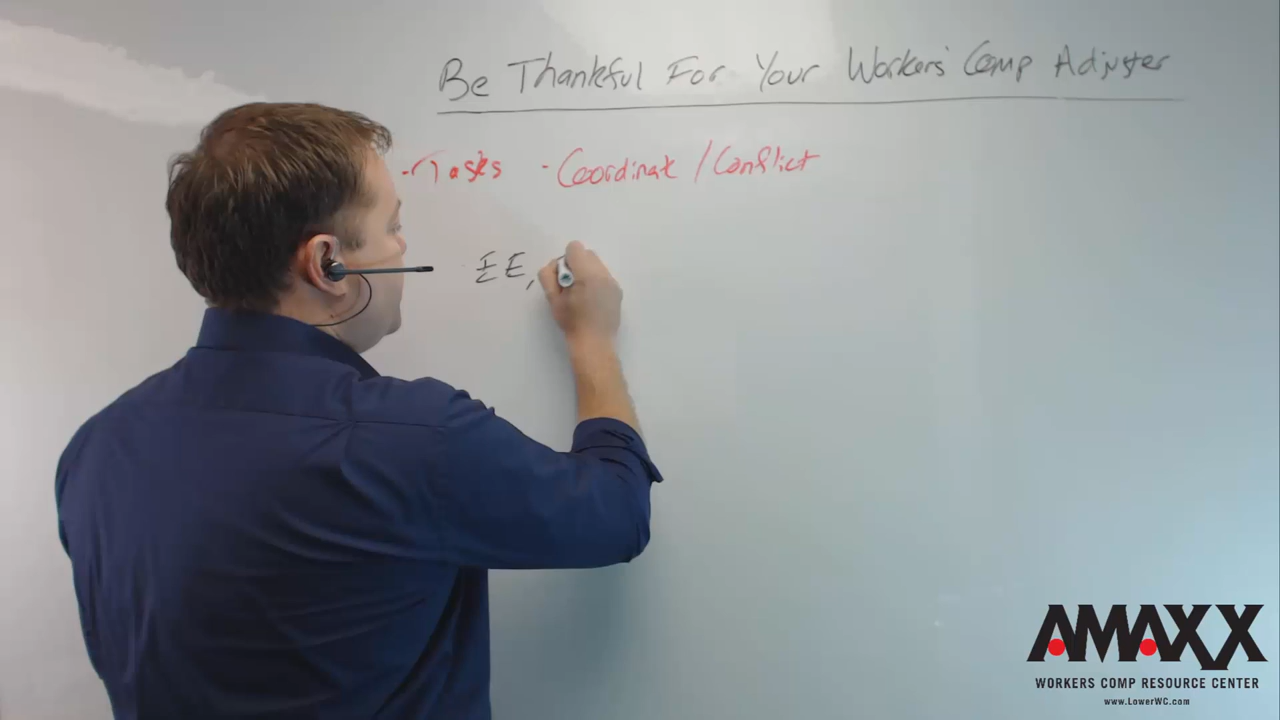 Be Thankful For Your Workers' Comp Adjuster
- Tasks - Coordinate / Conflict
EE,
AMAXX
WORKERS COMP RESOURCE CENTER
www.LowerWC.com